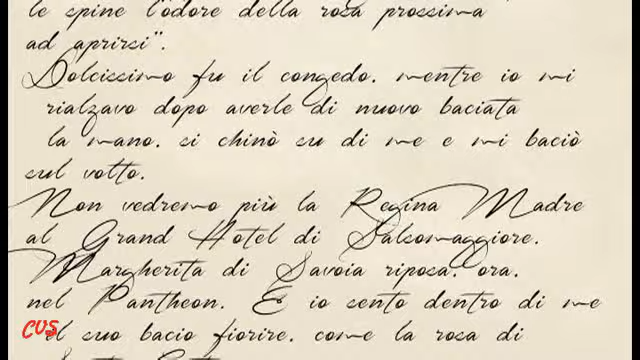 le spine l'odore della rosa prossima
ad aprirsi".
Dolcissimo fu il congedo. mentre io mi
rialzavo dopo averle di nuovo baciata
la mano. si chinò su di me e mi baciò
sul volto.
Non vedremo più la Regina Madre
al Grand Hotel di Salsomaggiore.
Margherita di Savoia riposa. ora.
nel Pantheon. E io sento dentro di me
CUS
il suo bacio fiorire. come la rosa di